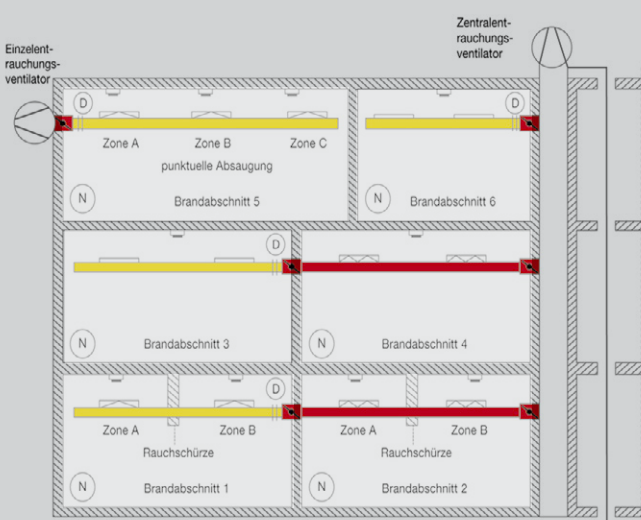 Zentralent-
rauchungs-
ventilator
Einzelent-
rauchungs-
ventilator
D
D
Zone A Zone B Zone C
punktuelle Absaugung
N Brandabschnitt 5
N Brandabschnitt 6
D
N Brandabschnitt 3
N Brandabschnitt 4
D
Zone A Zone B
Zone A Zone B
Rauchschürze
Rauchschürze
N Brandabschnitt 1
N Brandabschnitt 2